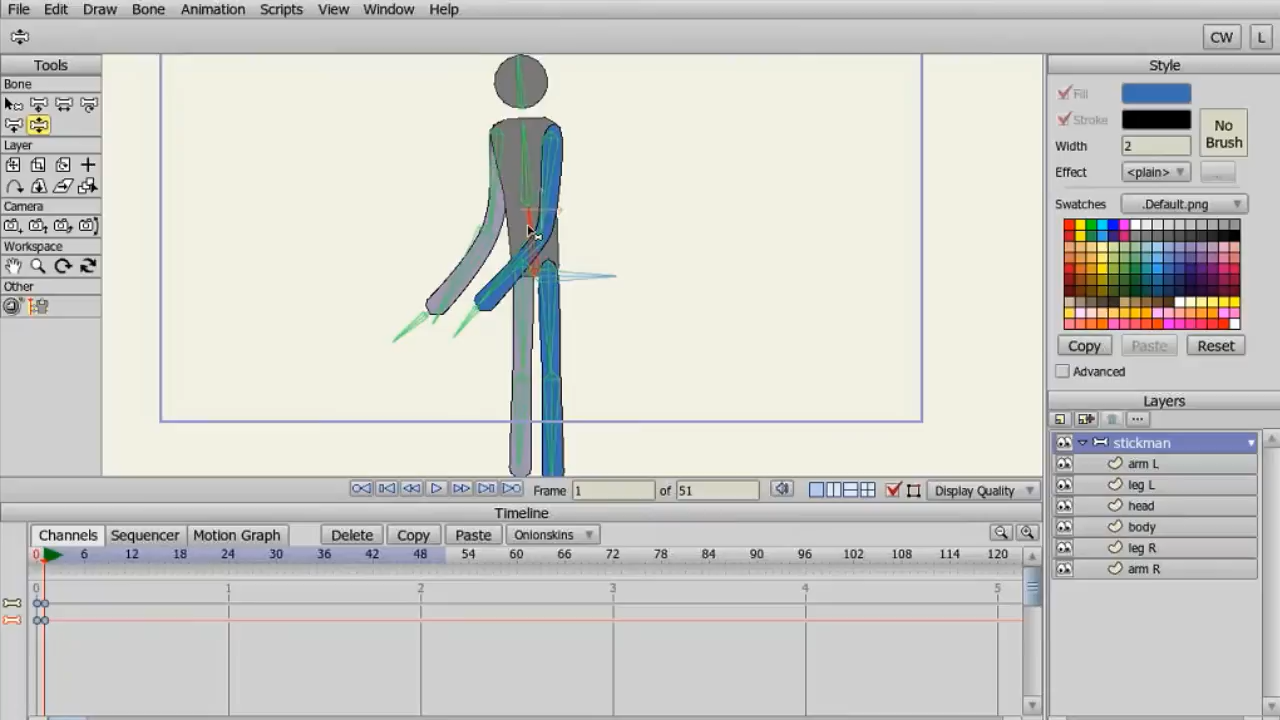 File Edit Draw Bone Animation Scripts View Window Help
CW L
Tools
Bone
Layer
Camera
Workspace
Other
Style
Fill
Stroke
No Brush
Width 2
Effect <plain>
...
Swatches .Default.png
Copy Paste Reset
Advanced
Layers
...
stickman
arm L
leg L
head
body
leg R
arm R
Frame 1 of 51 Display Quality
Timeline
Channels Sequencer Motion Graph Delete Copy Paste Onionskins
0 6 12 18 24 30 36 42 48 54 60 66 72 78 84 90 96 102 108 114 120
0 1 2 3 4 5